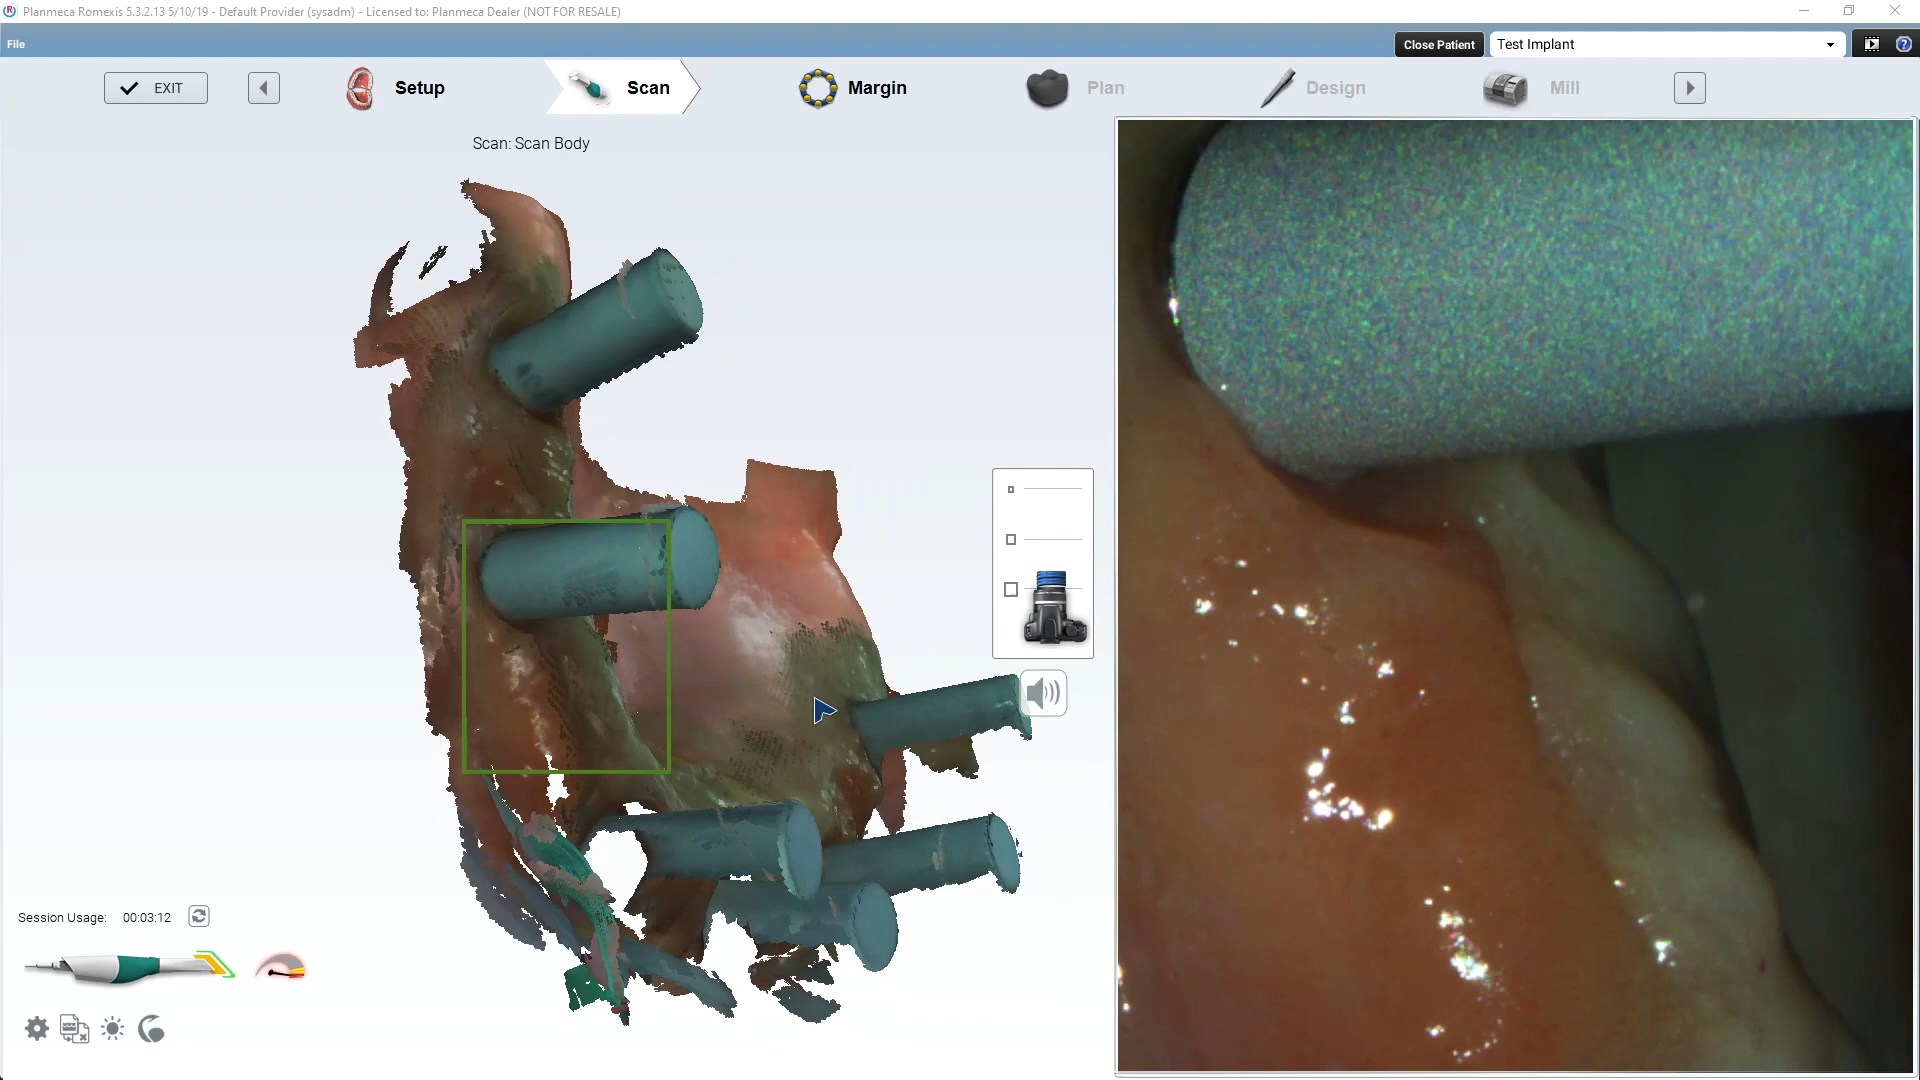 Planmeca Romexis 5.3.2.13 5/10/19 - Default Provider (sysadm) - Licensed to: Planmeca Dealer (NOT FOR RESALE)
File
Close Patient
Test Implant
EXIT
Setup
Scan
Margin
Plan
Design
Mill
Scan: Scan Body
Session Usage: 00:03:12